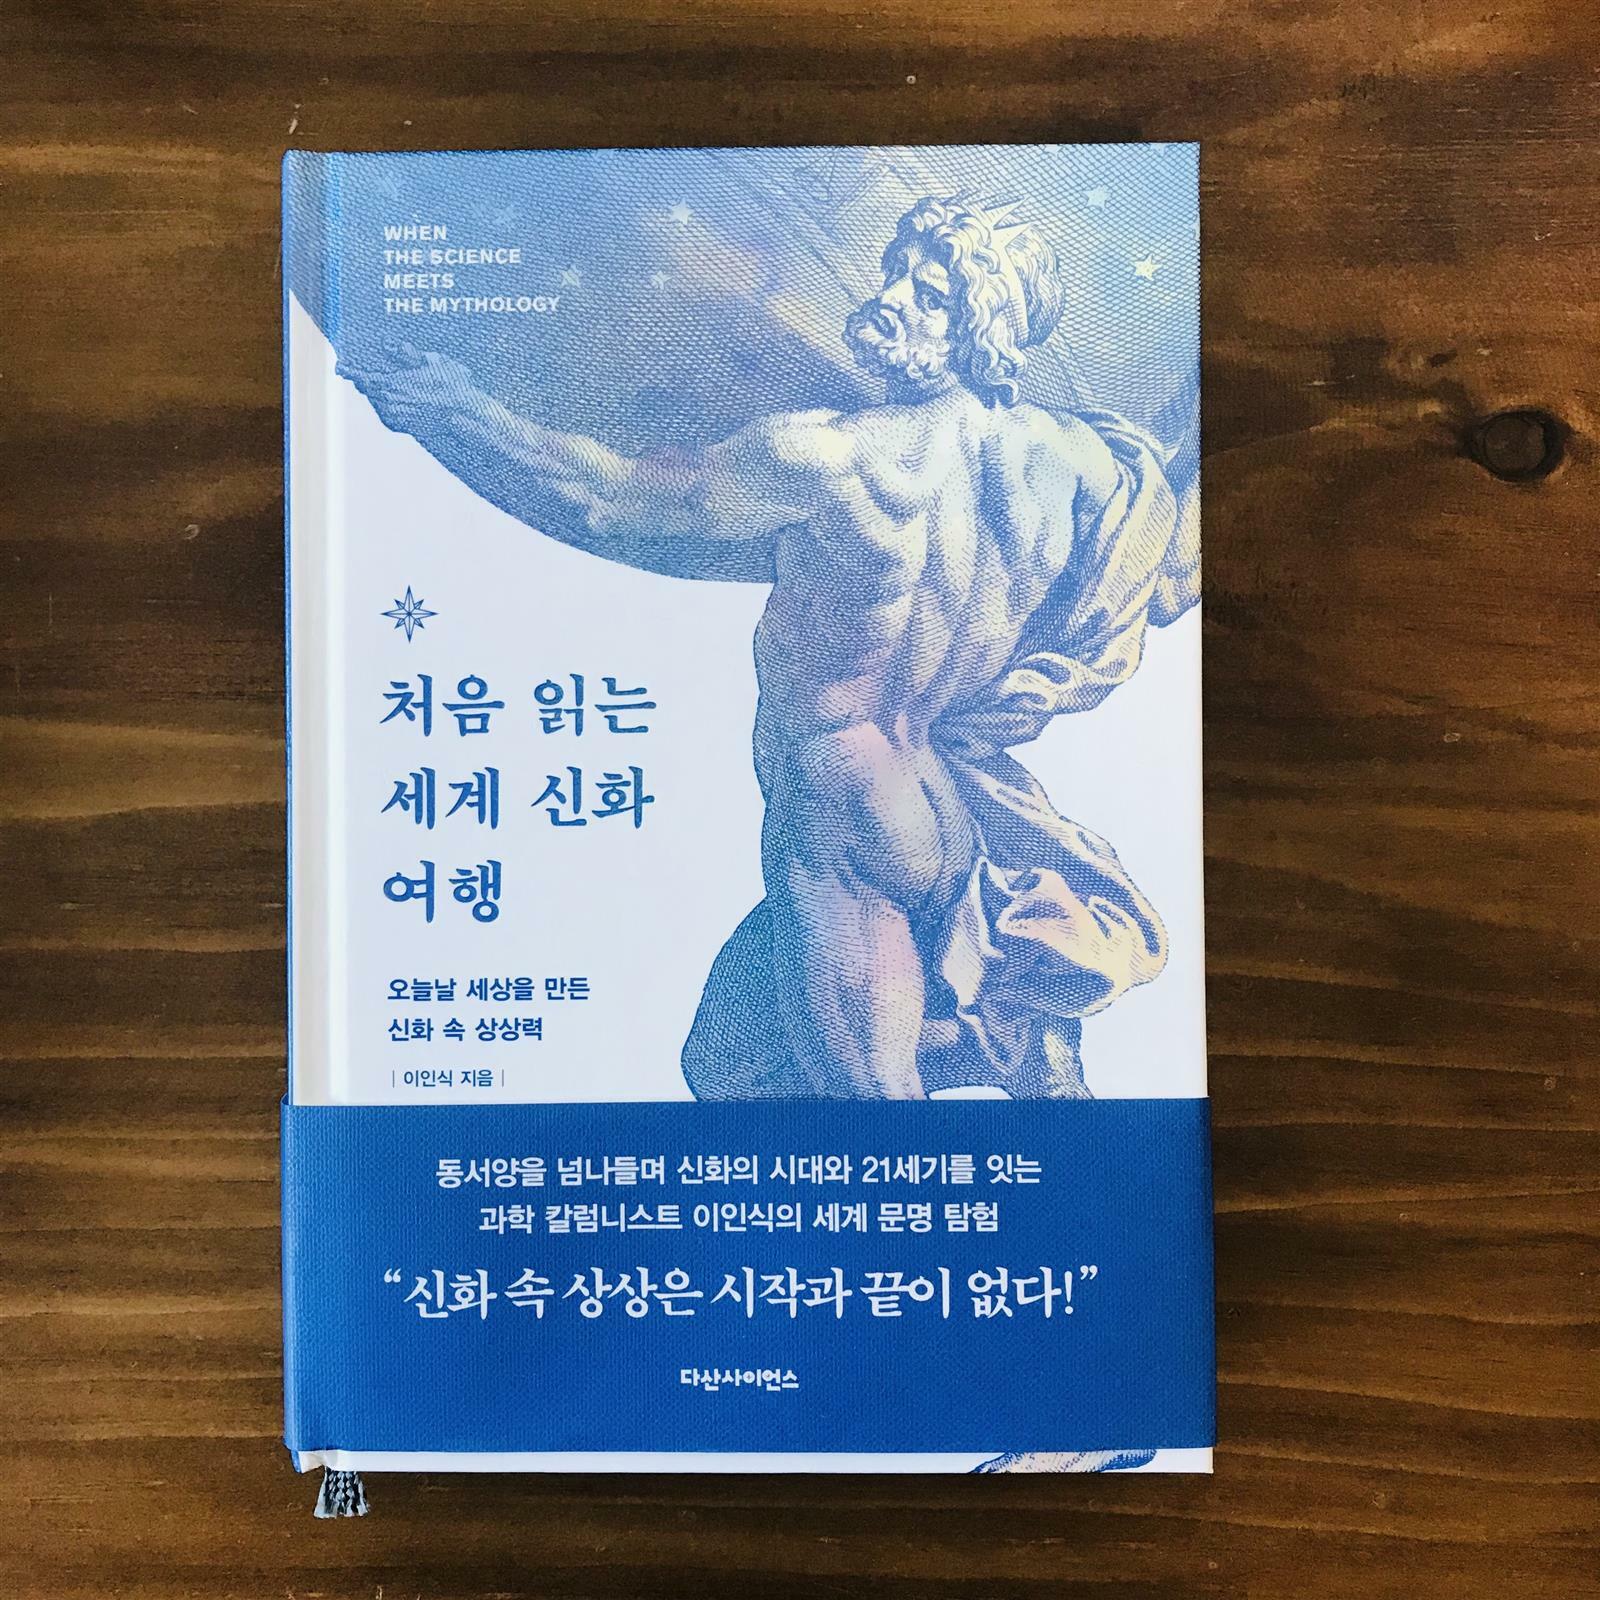 WHEN
THE SCIENCE
MEETS
THE MYTHOLOGY
처음 읽는
세계 신화
여행
오늘날 세상을 만든
신화 속 상상력
| 이인식 지음 |
동서양을 넘나들며 신화의 시대와 21세기를 잇는
과학 칼럼니스트 이인식의 세계 문명 탐험
“신화 속 상상은 시작과 끝이 없다!”
다산사이언스